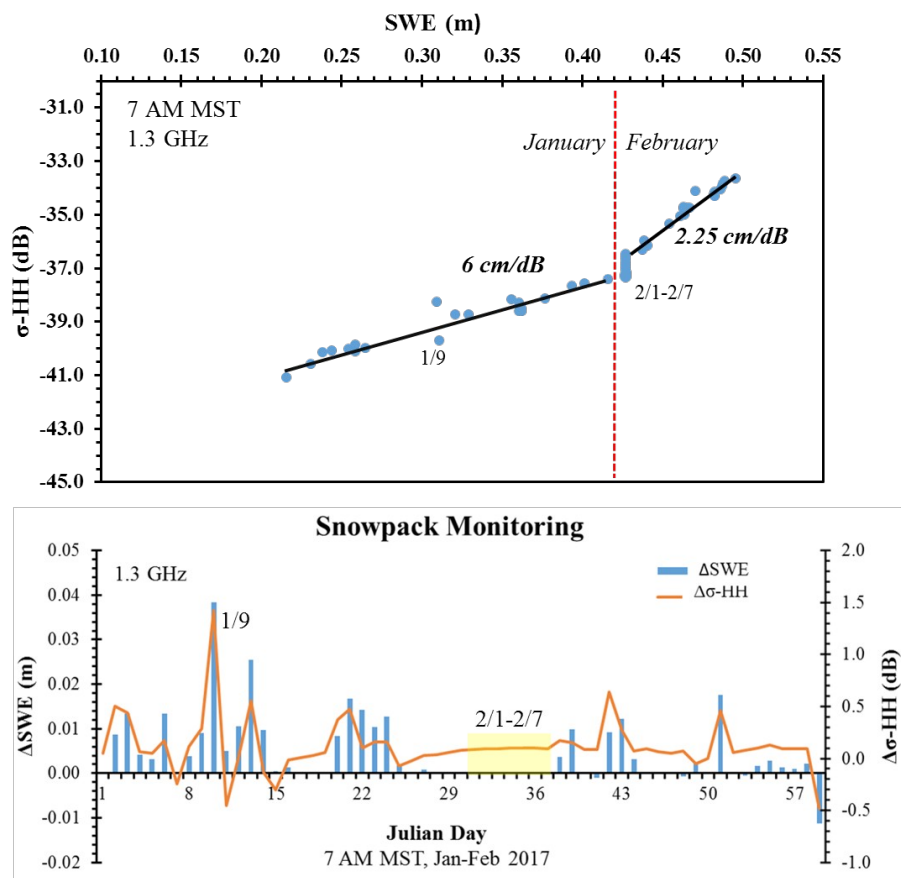 SWE (m)
0.10 0.15 0.20 0.25 0.30 0.35 0.40 0.45 0.50 0.55
σ-HH (dB)
-31.0
-33.0
-35.0
-37.0
-39.0
-41.0
-43.0
-45.0
7 AM MST
1.3 GHz
January February
6 cm/dB
2.25 cm/dB
2/1-2/7
1/9
Snowpack Monitoring
ΔSWE (m)
0.05
0.04
0.03
0.02
0.01
0.00
-0.01
-0.02
1.3 GHz
1/9
ΔSWE
Δσ-HH
2/1-2/7
2.0
1.5
1.0
0.5
0.0
-0.5
-1.0
Δσ-HH (dB)
1 8 15 22 29 36 43 50 57
Julian Day
7 AM MST, Jan-Feb 2017